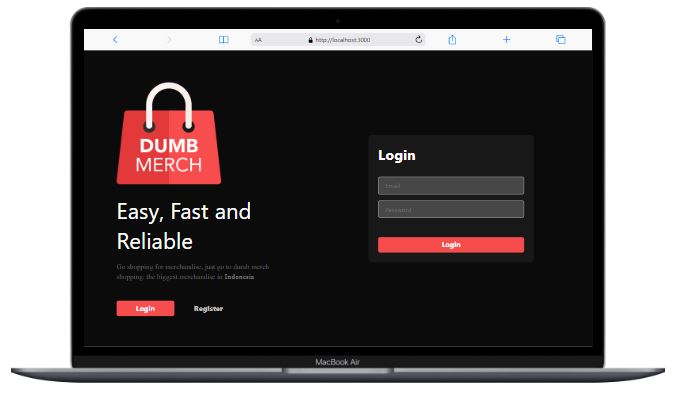 AA http://localhost:3000
DUMB
MERCH
Easy, Fast and
Reliable
Go shopping for merchandise, just go to dumb merch
shopping, the biggest merchandise in Indonesia
Login
Register
Login
Email
Password
Login
MacBook Air